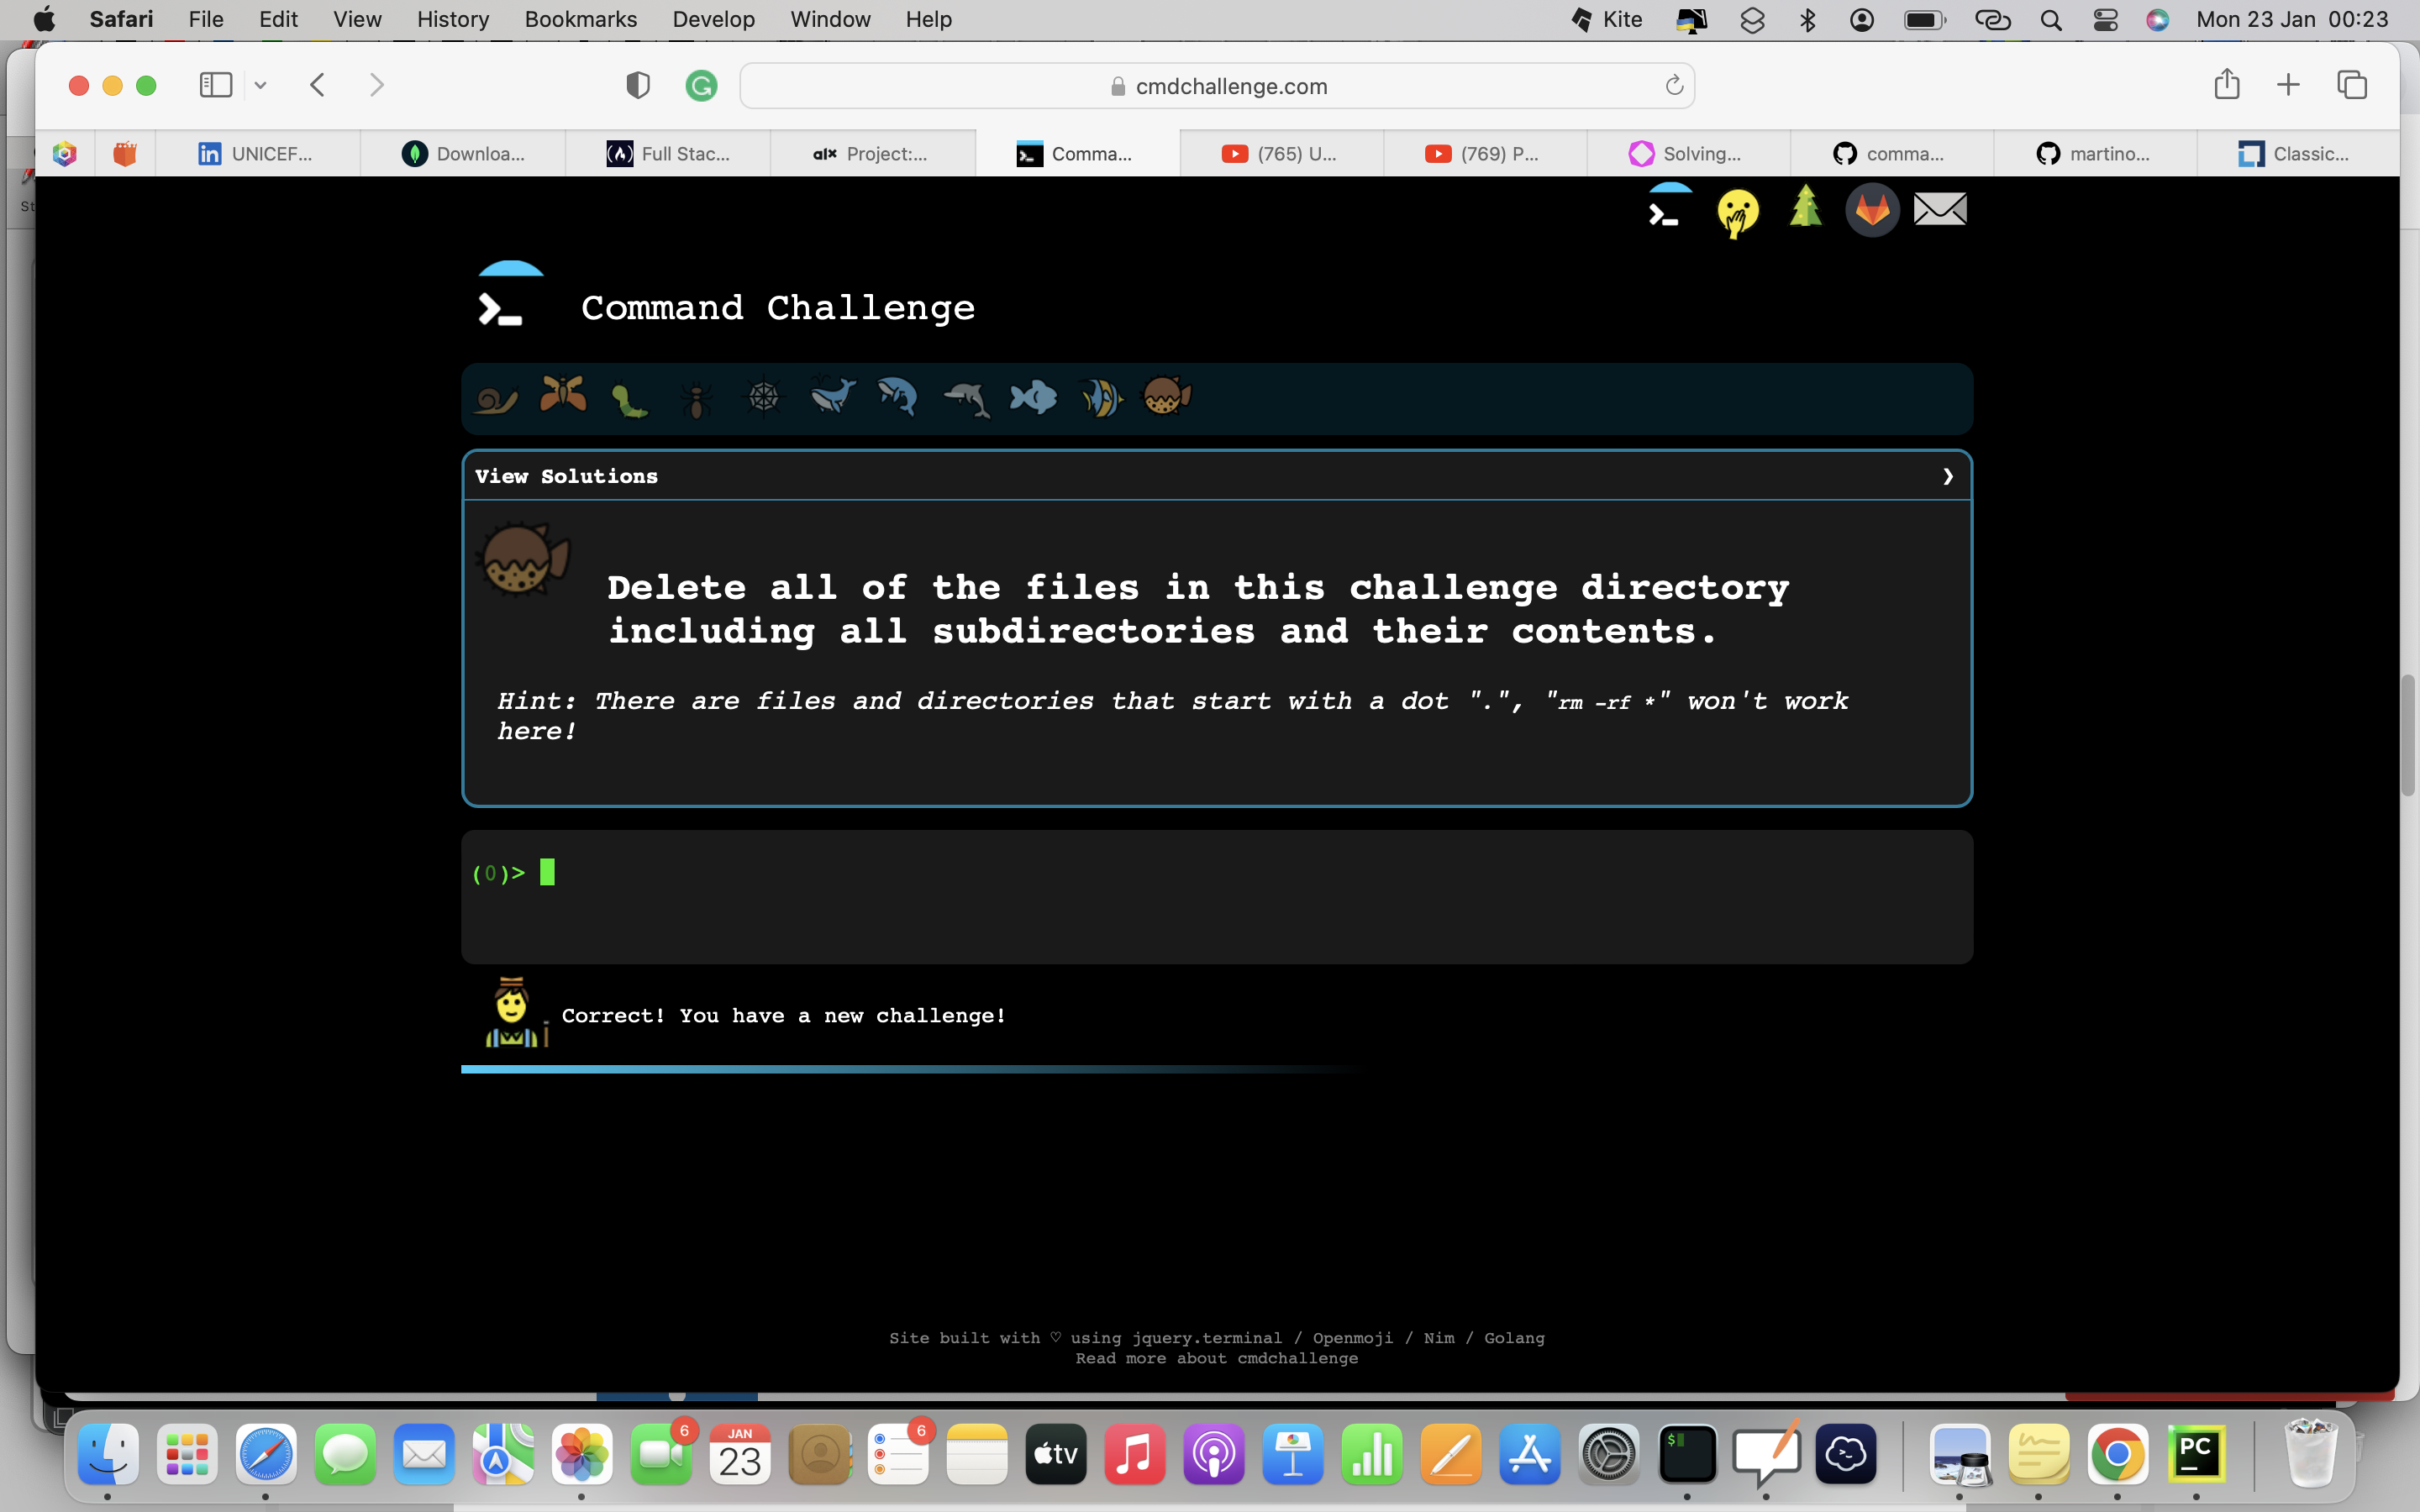 Safari File Edit View History Bookmarks Develop Window Help Kite Mon 23 Jan 00:23
cmdchallenge.com
UNICEF... Downloa... Full Stac... alx Project:... Comma... (765) U... (769) P... Solving... comma... martino... Classic...
St
Command Challenge
View Solutions
Delete all of the files in this challenge directory
including all subdirectories and their contents.
Hint: There are files and directories that start with a dot ".", "rm -rf *" won't work
here!
(0)>
Correct! You have a new challenge!
Site built with ♡ using jquery.terminal / Openmoji / Nim / Golang
Read more about cmdchallenge
6 JAN 23 6 tv $ PC